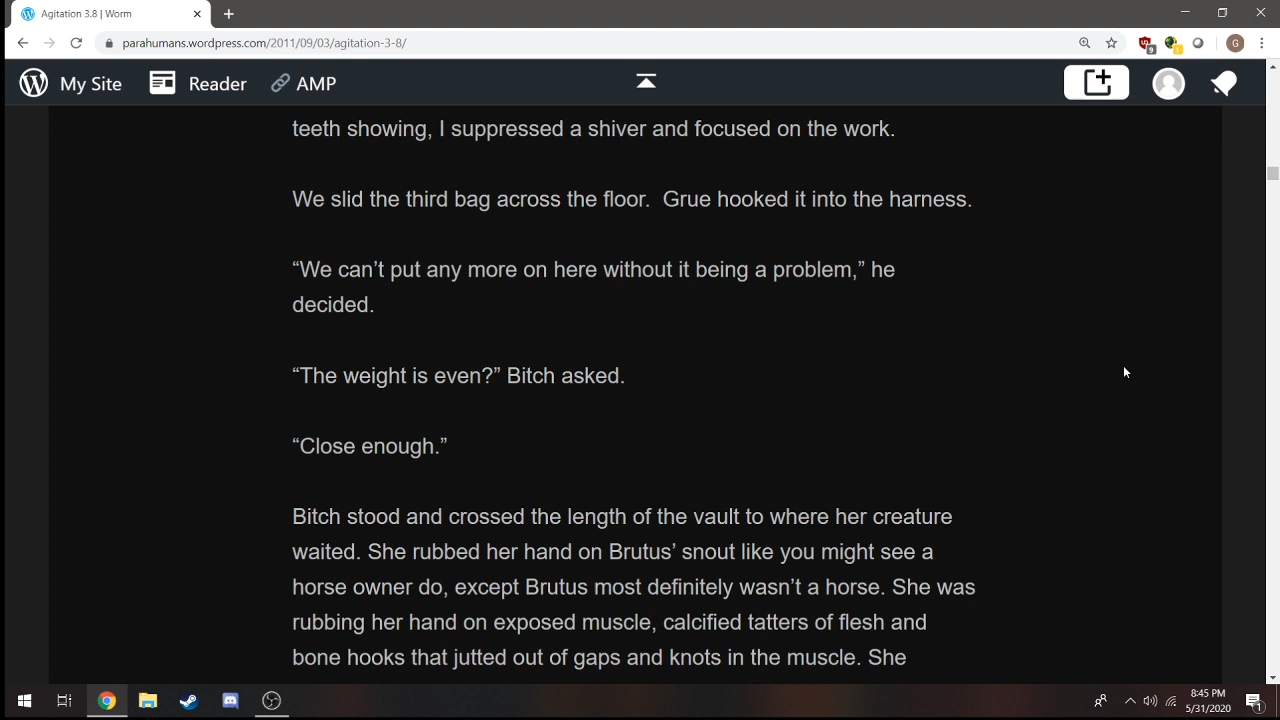 Agitation 3.8 | Worm
parahumans.wordpress.com/2011/09/03/agitation-3-8/
9
G
My Site
Reader
AMP
teeth showing, I suppressed a shiver and focused on the work.
We slid the third bag across the floor.  Grue hooked it into the harness.
“We can’t put any more on here without it being a problem,” he
decided.
“The weight is even?” Bitch asked.
“Close enough.”
Bitch stood and crossed the length of the vault to where her creature
waited. She rubbed her hand on Brutus’ snout like you might see a
horse owner do, except Brutus most definitely wasn’t a horse. She was
rubbing her hand on exposed muscle, calcified tatters of flesh and
bone hooks that jutted out of gaps and knots in the muscle. She
8:45 PM
5/31/2020
1